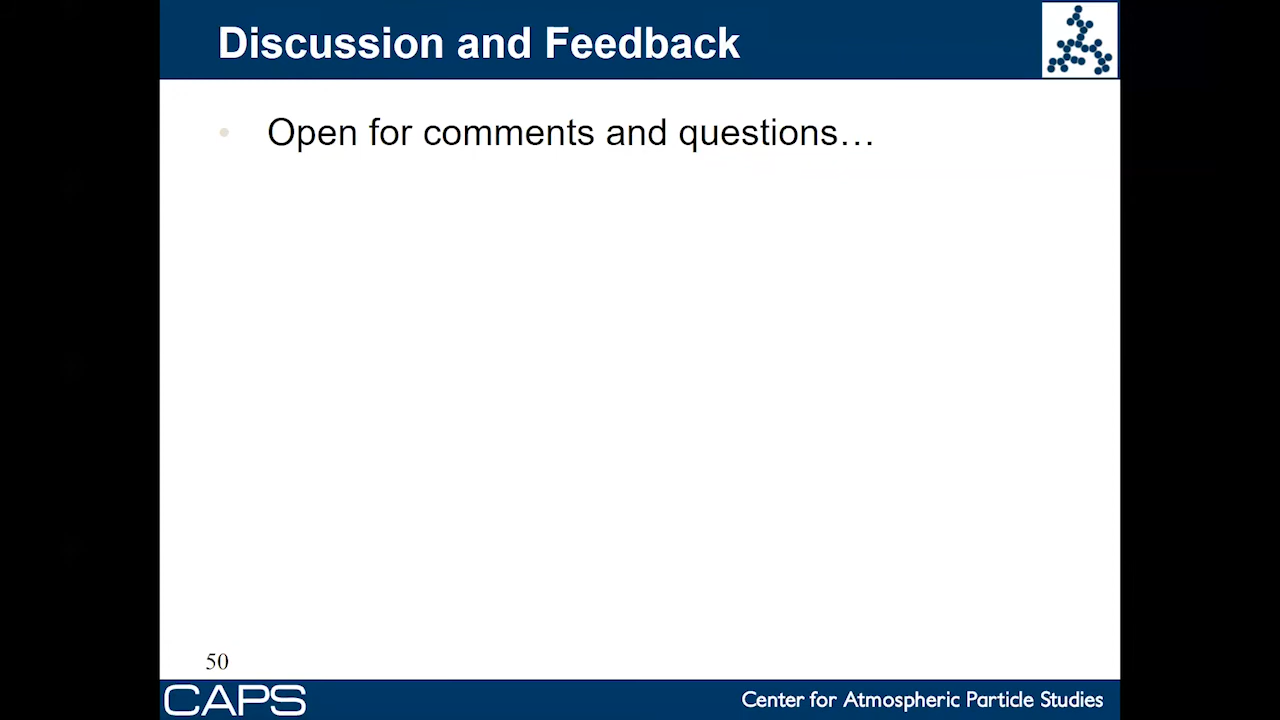 Discussion and Feedback
• Open for comments and questions…
50
CAPS
Center for Atmospheric Particle Studies